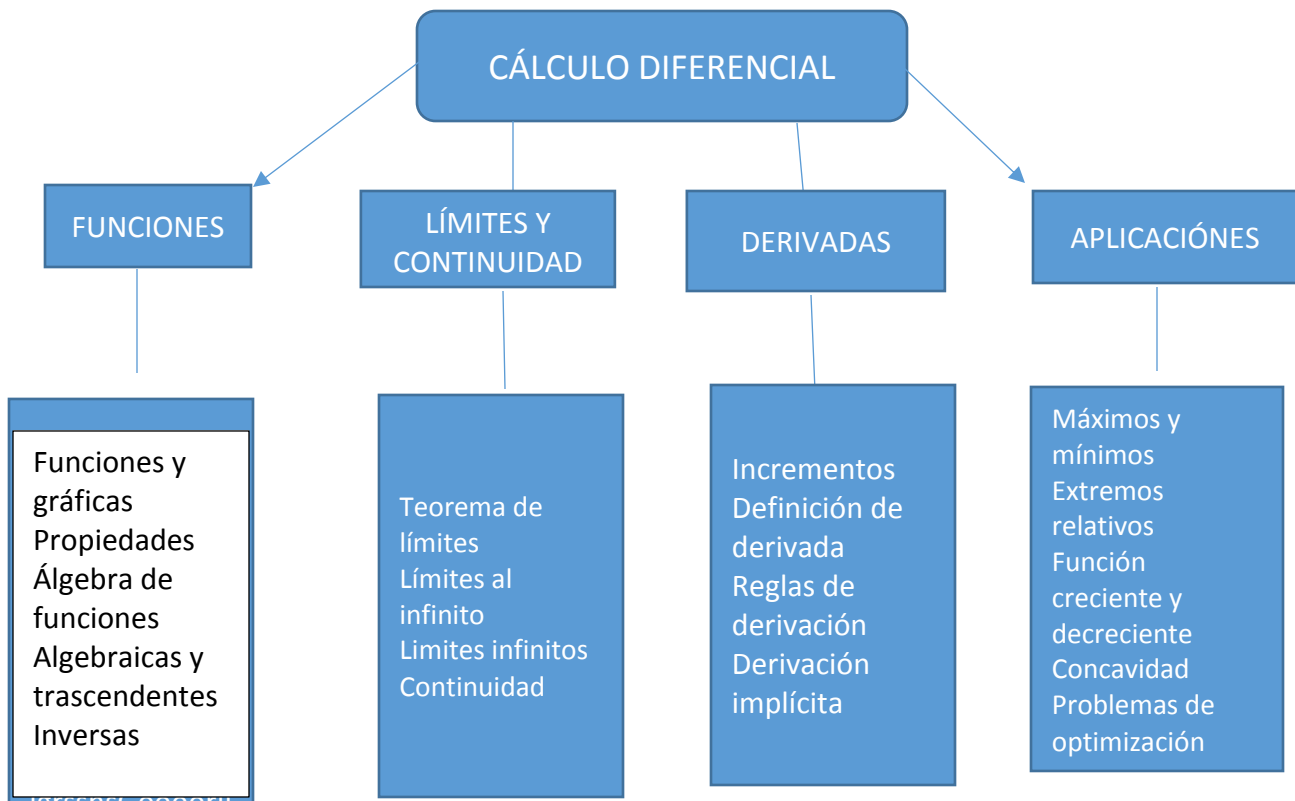 CÁLCULO DIFERENCIAL
FUNCIONES
LÍMITES Y
CONTINUIDAD
DERIVADAS
APLICACIÓNES
Funciones y
gráficas
Propiedades
Álgebra de
funciones
Algebraicas y
trascendentes
Inversas
Teorema de
límites
Límites al
infinito
Limites infinitos
Continuidad
Incrementos
Definición de
derivada
Reglas de
derivación
Derivación
implícita
Máximos y
mínimos
Extremos
relativos
Función
creciente y
decreciente
Concavidad
Problemas de
optimización